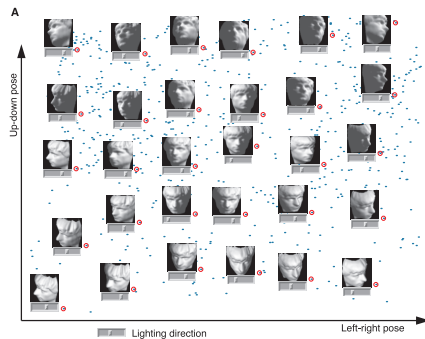 A
Up-down pose
Lighting direction
Left-right pose